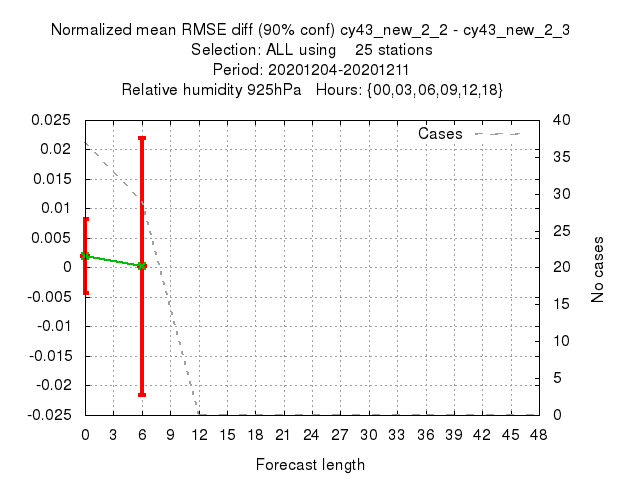 Normalized mean RMSE diff (90% conf) cy43_new_2_2 - cy43_new_2_3
Selection: ALL using    25 stations
Period: 20201204-20201211
Relative humidity 925hPa   Hours: {00,03,06,09,12,18}
Cases
0.025
0.02
0.015
0.01
0.005
0
-0.005
-0.01
-0.015
-0.02
-0.025
40
35
30
25
20
15
10
5
0
No cases
0 3 6 9 12 15 18 21 24 27 30 33 36 39 42 45 48
Forecast length